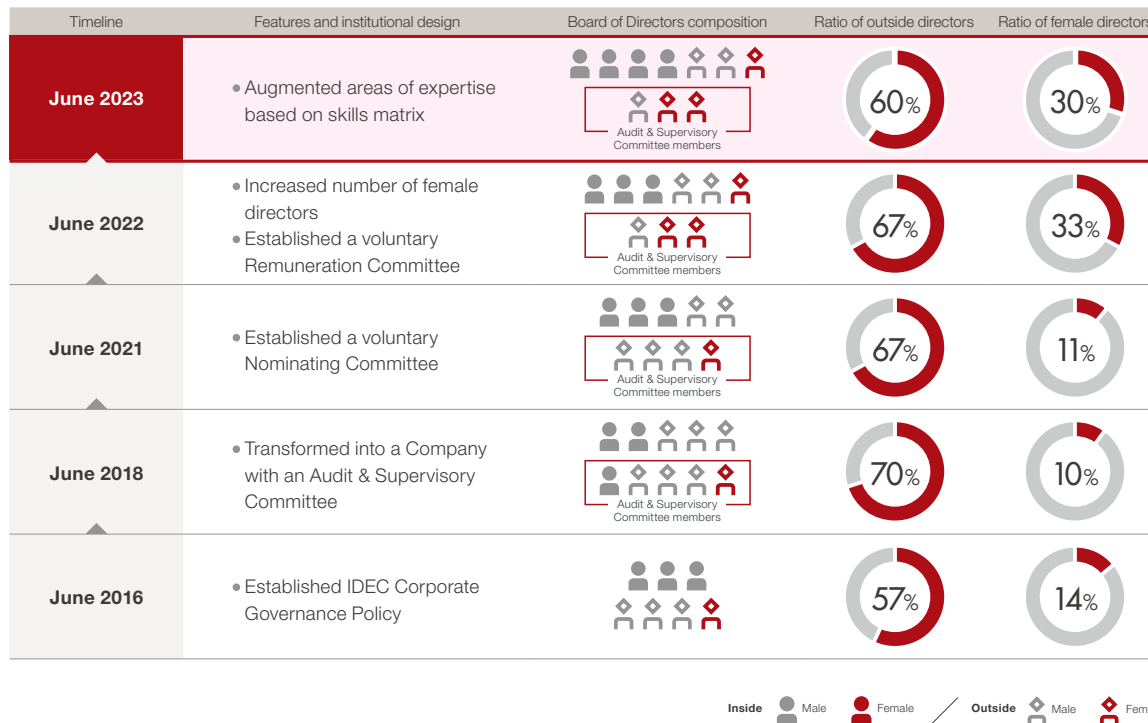 Timeline
Features and institutional design
Board of Directors composition
Ratio of outside directors
Ratio of female directors
June 2023
• Augmented areas of expertise
based on skills matrix
Audit & Supervisory
Committee members
60%
30%
June 2022
• Increased number of female
directors
• Established a voluntary
Remuneration Committee
Audit & Supervisory
Committee members
67%
33%
June 2021
• Established a voluntary
Nominating Committee
Audit & Supervisory
Committee members
67%
11%
June 2018
• Transformed into a Company
with an Audit & Supervisory
Committee
Audit & Supervisory
Committee members
70%
10%
June 2016
• Established IDEC Corporate
Governance Policy
57%
14%
Inside Male Female / Outside Male Fem